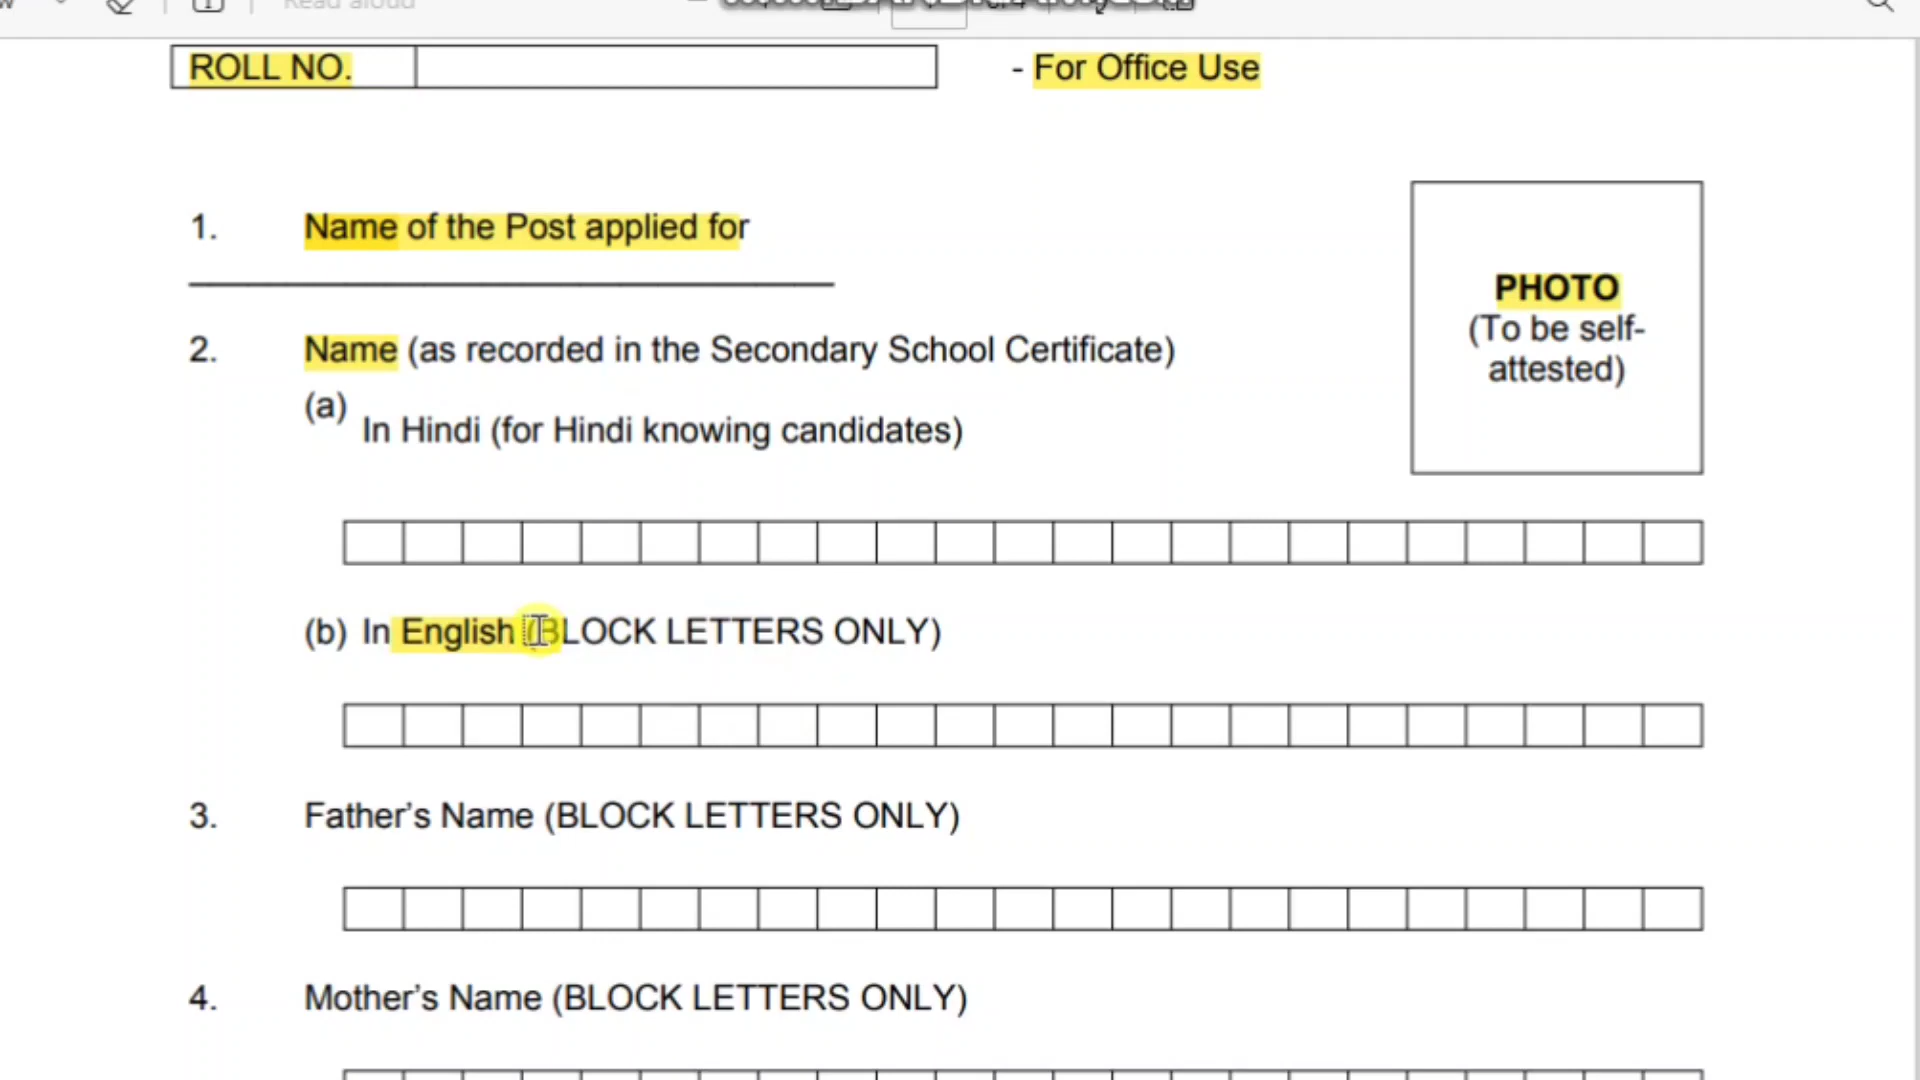 Read aloud
ROLL NO. - For Office Use
1. Name of the Post applied for
PHOTO
(To be self-
attested)
2. Name (as recorded in the Secondary School Certificate)
(a)
In Hindi (for Hindi knowing candidates)
(b) In English (BLOCK LETTERS ONLY)
3. Father’s Name (BLOCK LETTERS ONLY)
4. Mother’s Name (BLOCK LETTERS ONLY)